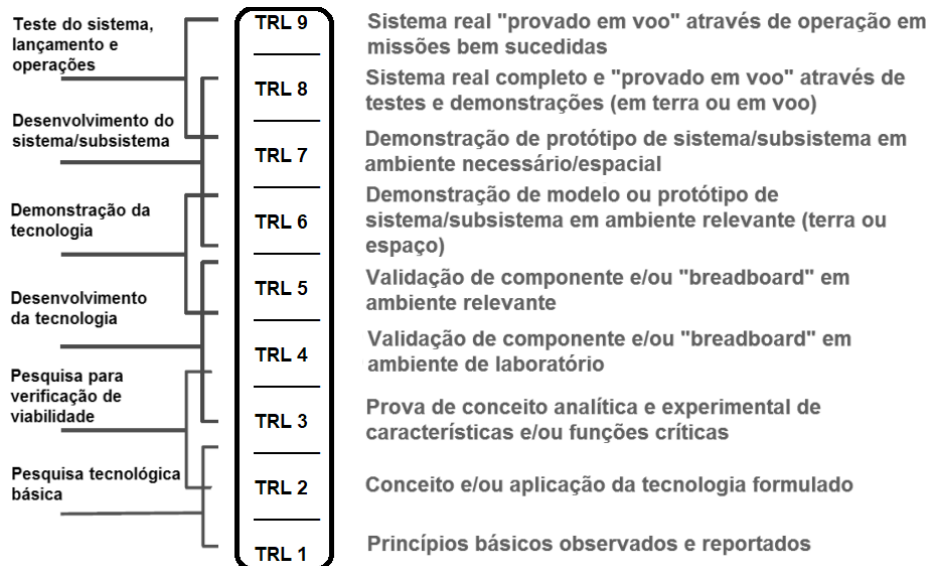 Teste do sistema,
lançamento e
operações
TRL 9
Sistema real "provado em voo" através de operação em
missões bem sucedidas
TRL 8
Sistema real completo e "provado em voo" através de
testes e demonstrações (em terra ou em voo)
Desenvolvimento do
sistema/subsistema
TRL 7
Demonstração de protótipo de sistema/subsistema em
ambiente necessário/espacial
Demonstração da
tecnologia
TRL 6
Demonstração de modelo ou protótipo de
sistema/subsistema em ambiente relevante (terra ou
espaço)
Desenvolvimento
da tecnologia
TRL 5
Validação de componente e/ou "breadboard" em
ambiente relevante
TRL 4
Validação de componente e/ou "breadboard" em
ambiente de laboratório
Pesquisa para
verificação de
viabilidade
TRL 3
Prova de conceito analítica e experimental de
características e/ou funções críticas
Pesquisa tecnológica
básica
TRL 2
Conceito e/ou aplicação da tecnologia formulado
TRL 1
Princípios básicos observados e reportados